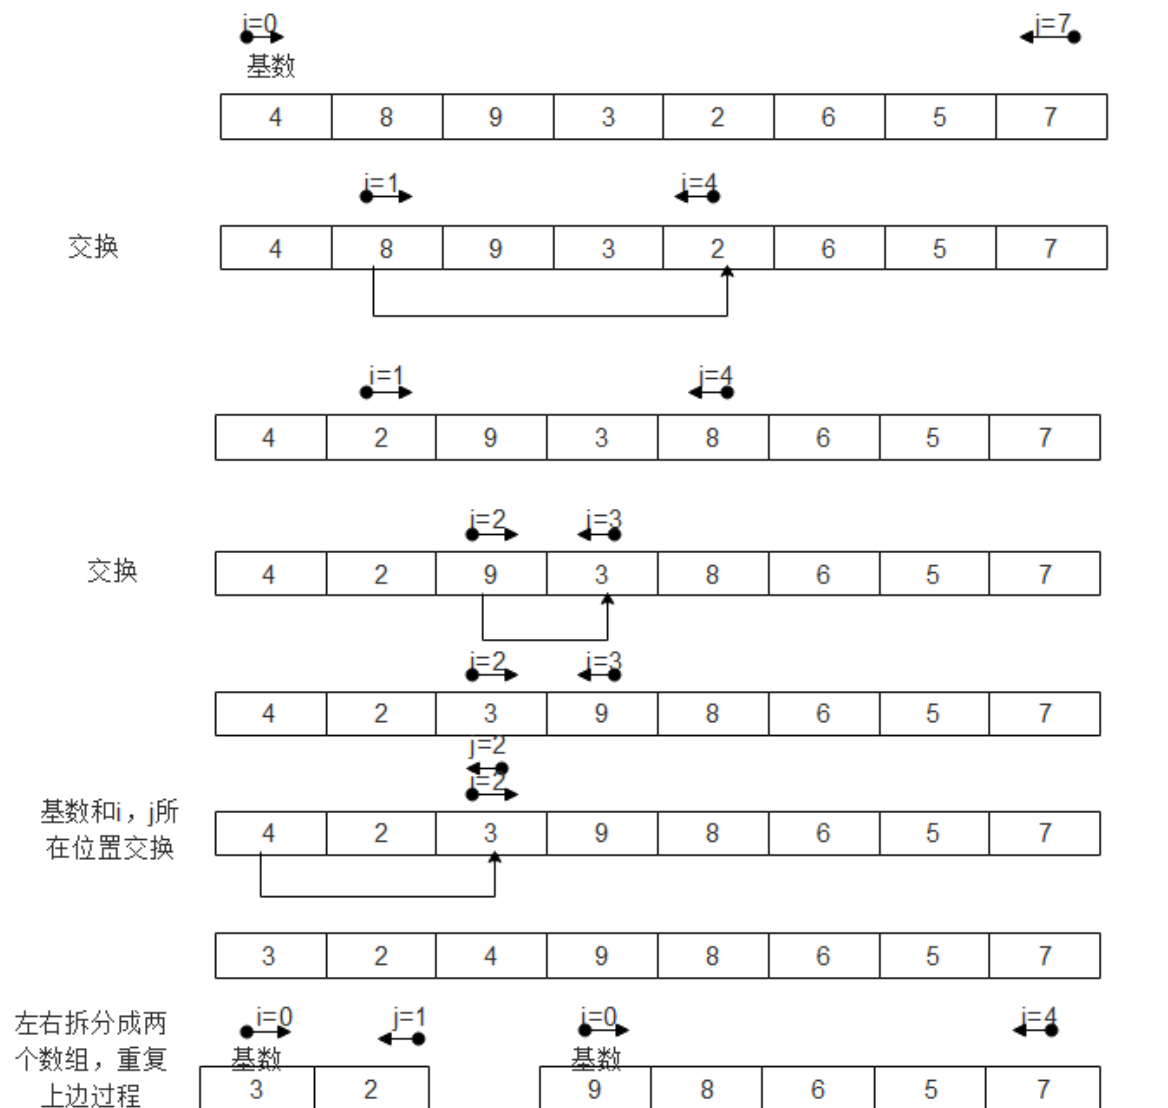 i=0 j=7
基数
4 8 9 3 2 6 5 7
i=1 j=4
交换 4 8 9 3 2 6 5 7
i=1 j=4
4 2 9 3 8 6 5 7
i=2 j=3
交换 4 2 9 3 8 6 5 7
i=2 j=3
4 2 3 9 8 6 5 7
j=2
i=2
基数和i，j所
在位置交换
4 2 3 9 8 6 5 7
3 2 4 9 8 6 5 7
左右拆分成两
个数组，重复
上边过程
i=0 j=1 i=0 j=4
基数 基数
3 2 9 8 6 5 7